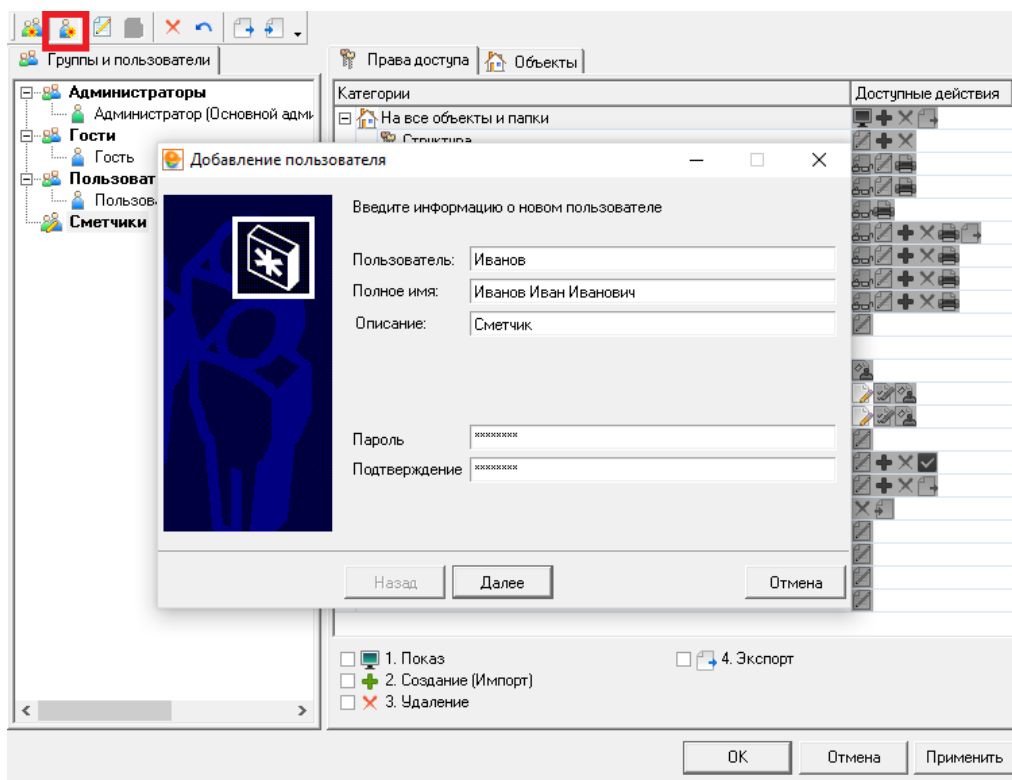 Группы и пользователи
Права доступа
Объекты
Администраторы
Администратор (Основной адми
Гости
Гость
Пользоват
Пользов
Сметчики
Категории
Доступные действия
На все объекты и папки
Структура
Добавление пользователя
Введите информацию о новом пользователе
Пользователь: Иванов
Полное имя: Иванов Иван Иванович
Описание: Сметчик
Пароль ********
Подтверждение ********
Назад
Далее
Отмена
1. Показ
4. Экспорт
2. Создание (Импорт)
3. Удаление
OK
Отмена
Применить